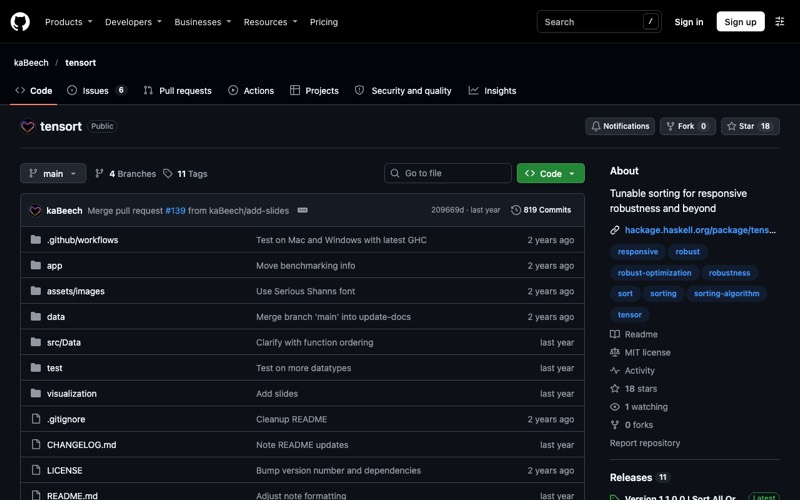 Products Developers Businesses Resources Pricing Search / Sign in Sign up
kaBeech / tensort
Code Issues 6 Pull requests Actions Projects Security and quality Insights
tensort Public Notifications Fork 0 Star 18
main 4 Branches 11 Tags Go to file Code
kaBeech Merge pull request #139 from kaBeech/add-slides 209669d · last year 819 Commits
.github/workflows Test on Mac and Windows with latest GHC 2 years ago
app Move benchmarking info 2 years ago
assets/images Use Serious Shanns font 2 years ago
data Merge branch 'main' into update-docs 2 years ago
src/Data Clarify with function ordering last year
test Test on more datatypes last year
visualization Add slides last year
.gitignore Cleanup README 2 years ago
CHANGELOG.md Note README updates last year
LICENSE Bump version number and dependencies 2 years ago
README.md Adjust note formatting last year
About
Tunable sorting for responsive
robustness and beyond
hackage.haskell.org/package/tens...
responsive robust
robust-optimization robustness
sort sorting sorting-algorithm
tensor
Readme
MIT license
Activity
18 stars
1 watching
0 forks
Report repository
Releases 11
Version 1.1.0.0 | Sort All Or... Latest